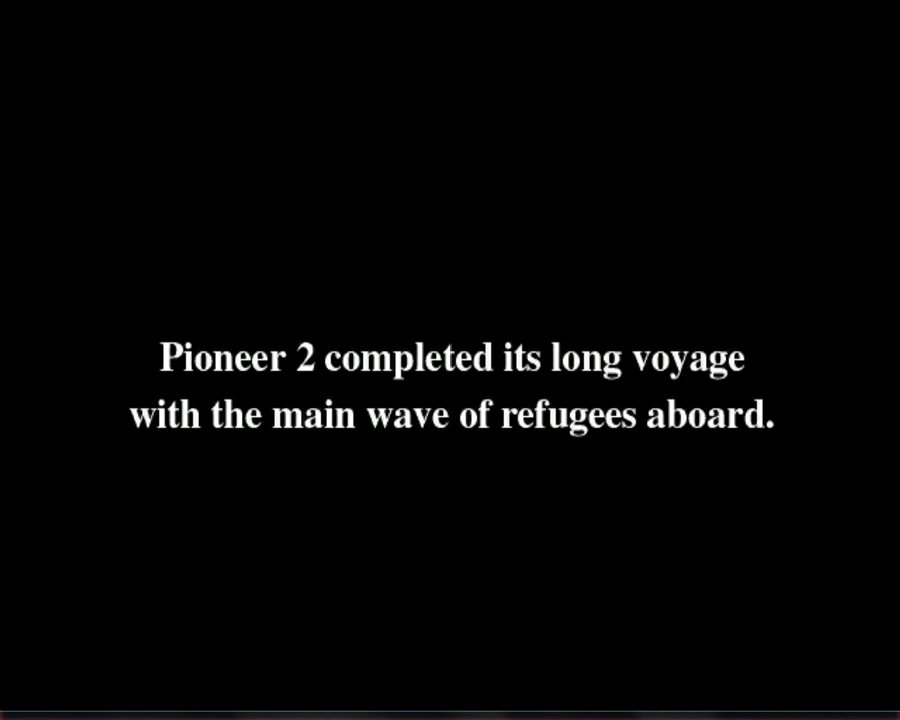 Pioneer 2 completed its long voyage
with the main wave of refugees aboard.